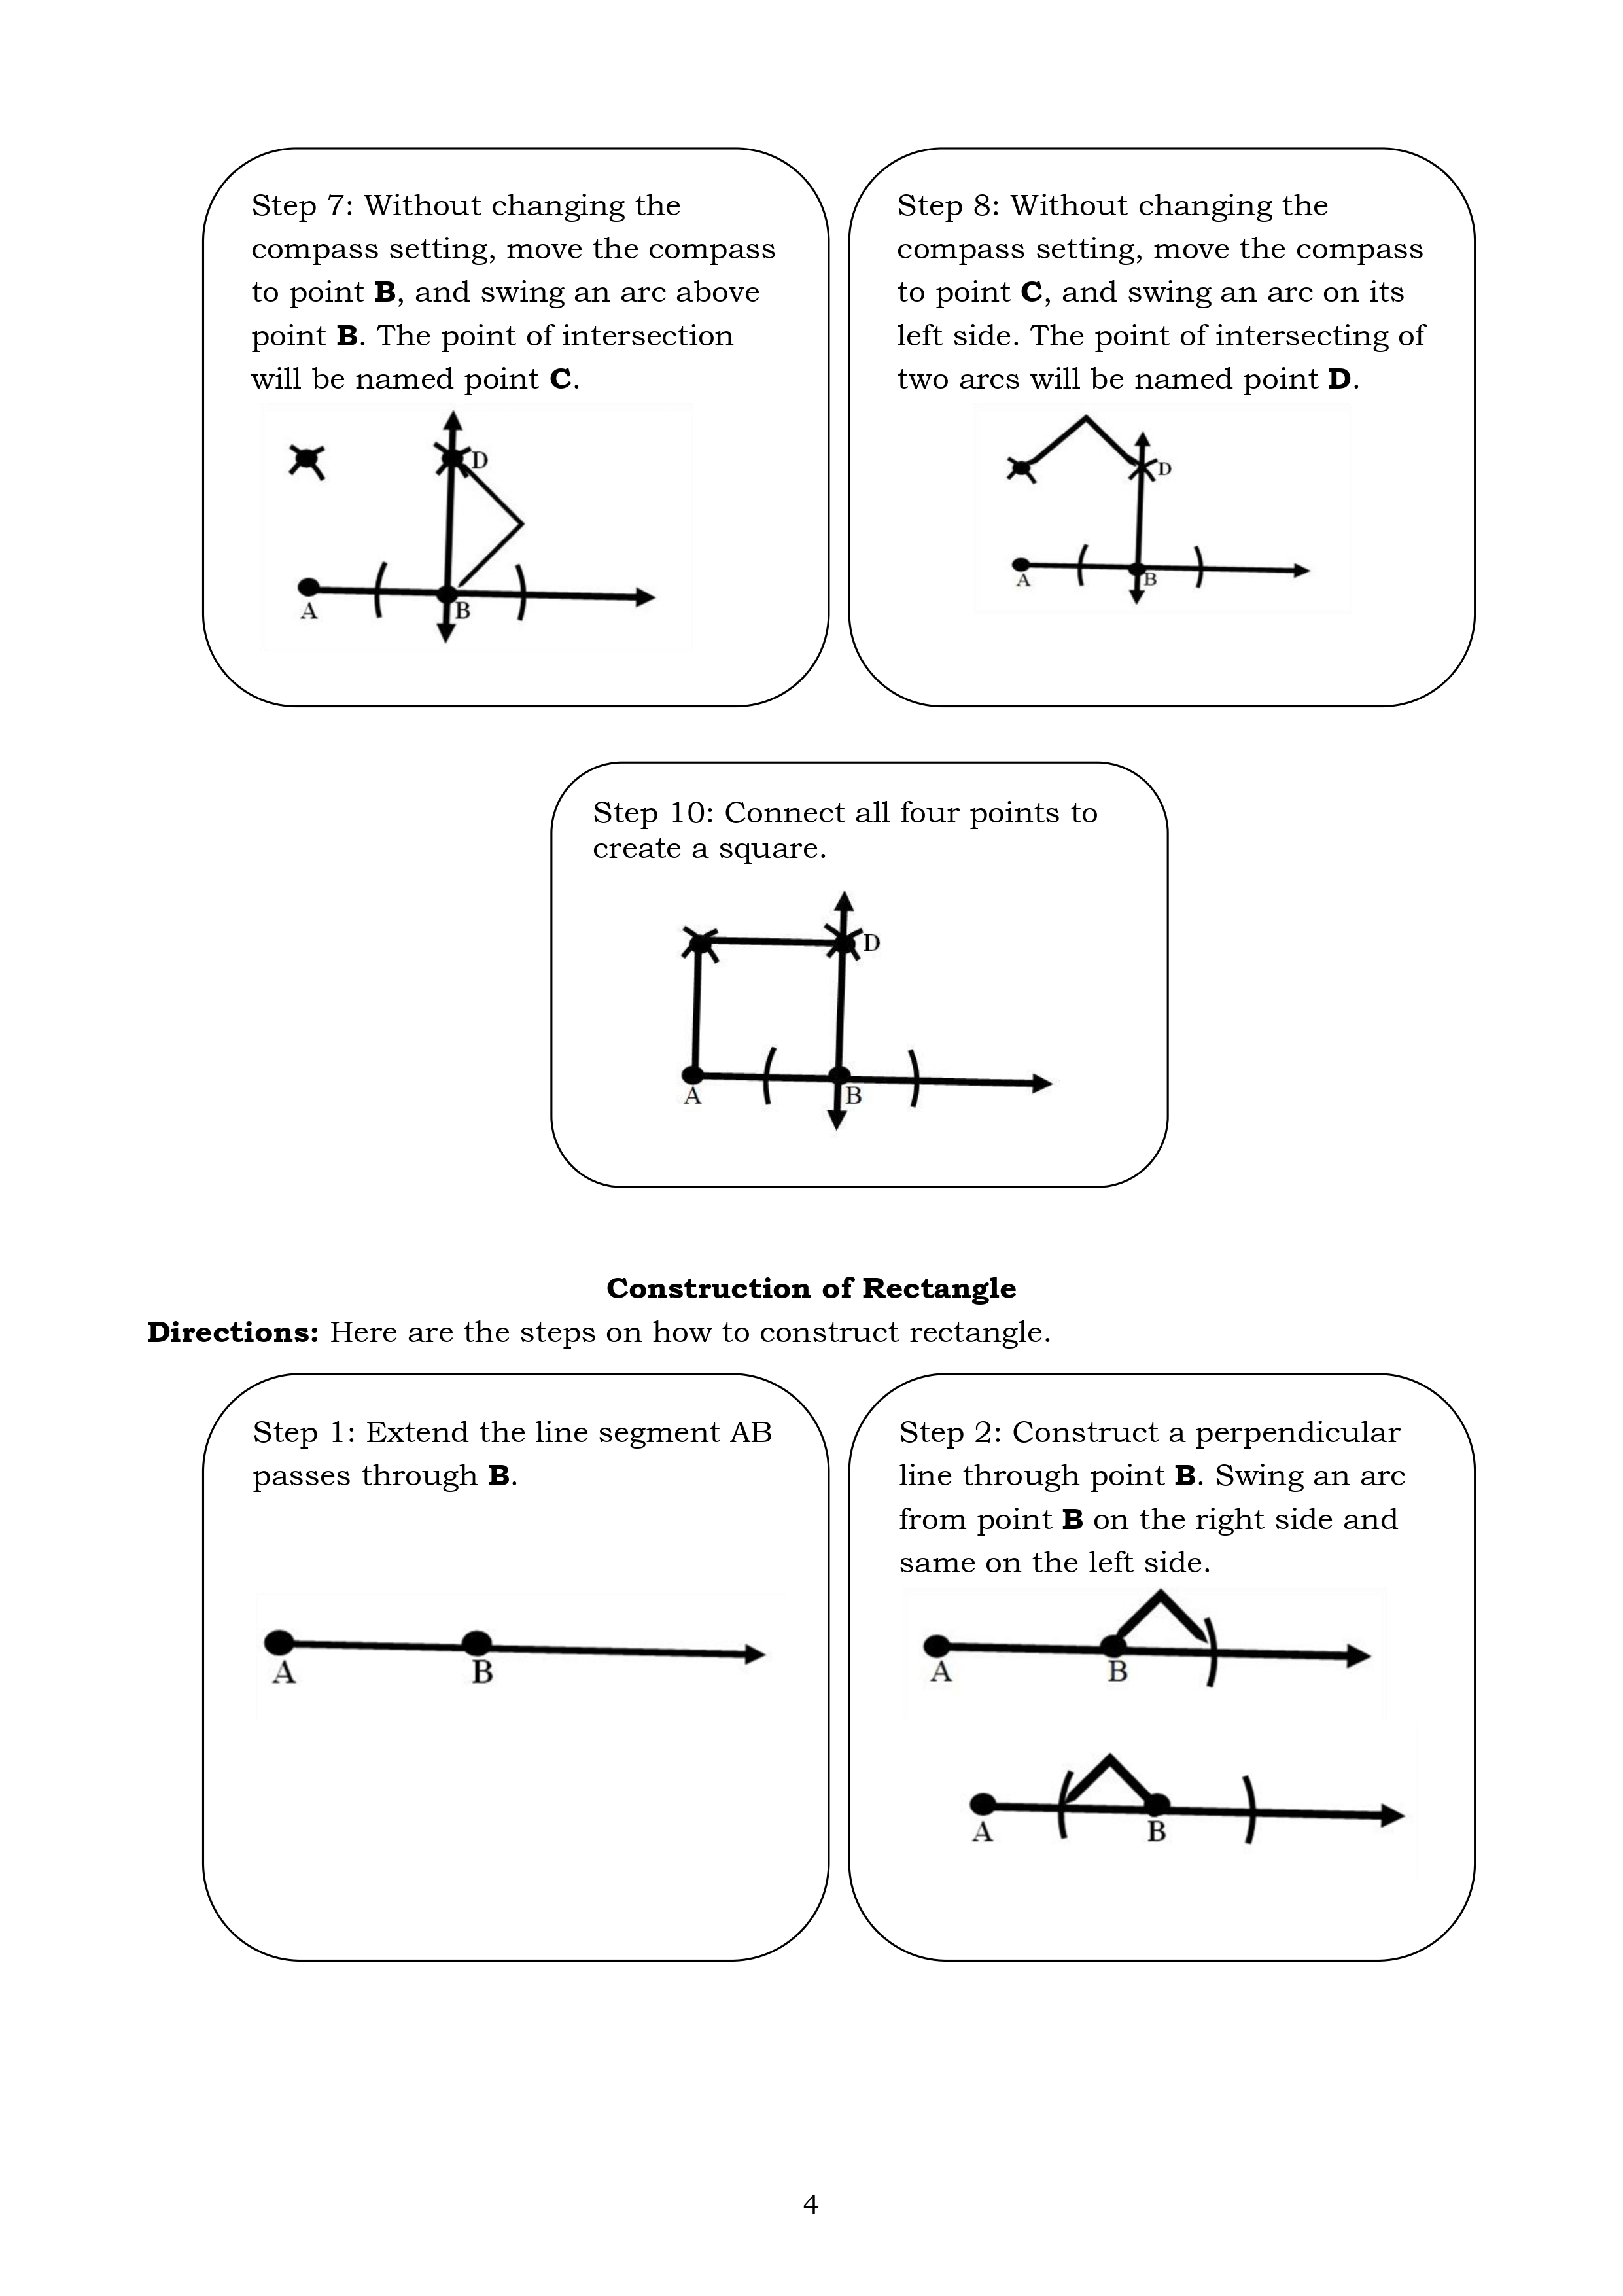 Step 7: Without changing the
compass setting, move the compass
to point B, and swing an arc above
point B. The point of intersection
will be named point C.
D
A
B
Step 8: Without changing the
compass setting, move the compass
to point C, and swing an arc on its
left side. The point of intersecting of
two arcs will be named point D.
D
A
B
Step 10: Connect all four points to
create a square.
D
A
B
Construction of Rectangle
Directions: Here are the steps on how to construct rectangle.
Step 1: Extend the line segment AB
passes through B.
A
B
Step 2: Construct a perpendicular
line through point B. Swing an arc
from point B on the right side and
same on the left side.
A
B
A
B
4